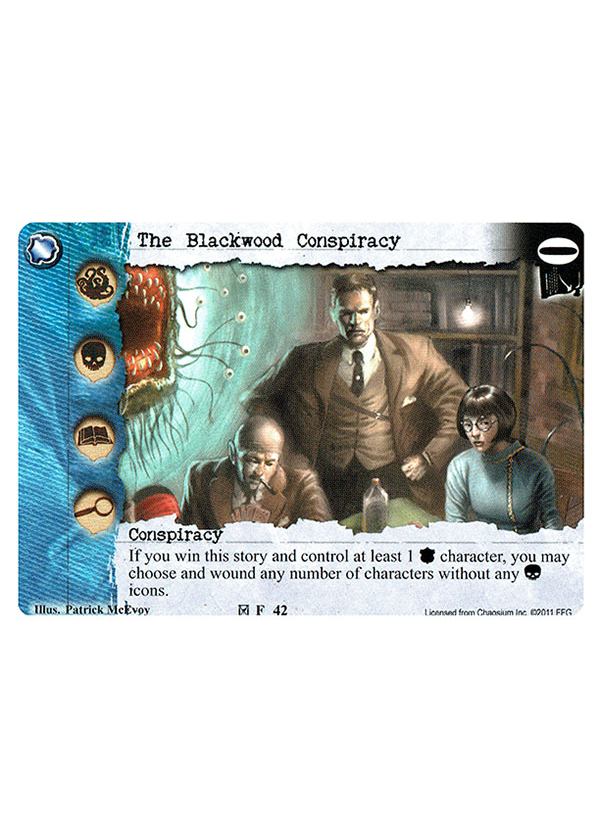 The Blackwood Conspiracy
0
Conspiracy
If you win this story and control at least 1 character, you may
choose and wound any number of characters without any
icons.
Illus. Patrick McEvoy
F 42
Licensed from Chaosium Inc. ©2011 FFG